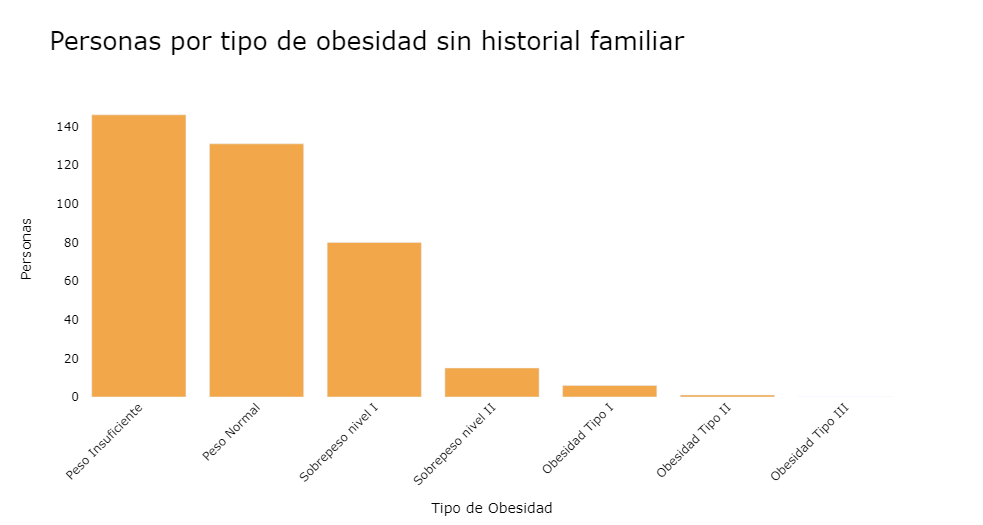 Personas por tipo de obesidad sin historial familiar
140
120
100
80
60
40
20
0
Personas
Peso Insuficiente
Peso Normal
Sobrepeso nivel I
Sobrepeso nivel II
Obesidad Tipo I
Obesidad Tipo II
Obesidad Tipo III
Tipo de Obesidad